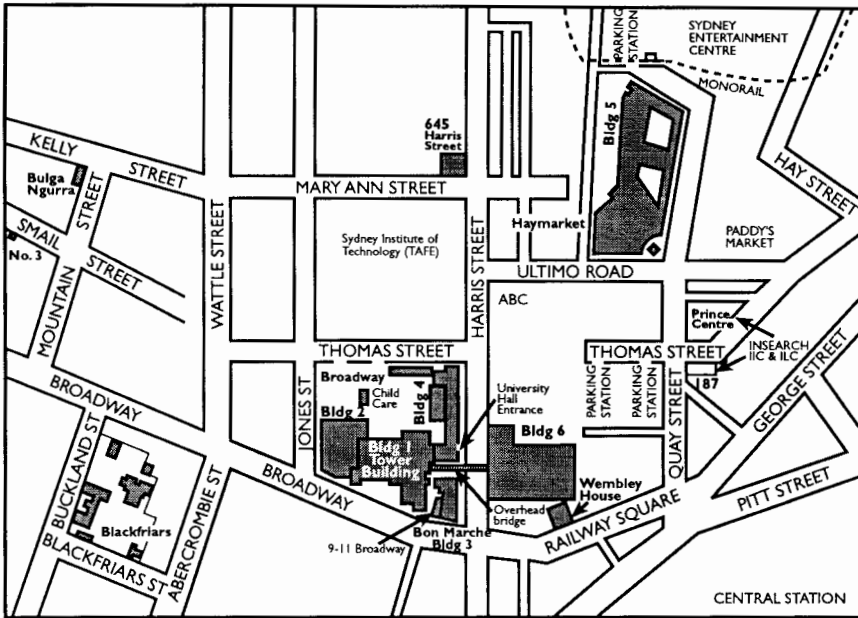 PARKING
STATION
SYDNEY
ENTERTAINMENT
CENTRE
MONORAIL
645
Harris
Street
Bldg 5
KELLY
STREET
Bulga
Ngurra
MARY ANN STREET
HAY STREET
SMAIL
STREET
No. 3
MOUNTAIN
STREET
WATTLE STREET
Sydney Institute of
Technology (TAFE)
HARRIS STREET
Haymarket
PADDY'S
MARKET
ULTIMO ROAD
ABC
Prince
Centre
INSEARCH
IIC & ILC
THOMAS STREET
THOMAS STREET
187
GEORGE STREET
BROADWAY
JONES ST
Broadway
Child
Care
Bldg 2
Bldg 4
Bldg 1
Tower
Building
University
Hall
Entrance
PARKING
STATION
PARKING
STATION
QUAY STREET
Bldg 6
Wembley
House
BUCKLAND ST
Blackfriars
BLACKFRIARS ST
ABERCROMBIE ST
BROADWAY
9-11 Broadway
Bon Marche
Bldg 3
Overhead
bridge
RAILWAY SQUARE
PITT STREET
CENTRAL STATION